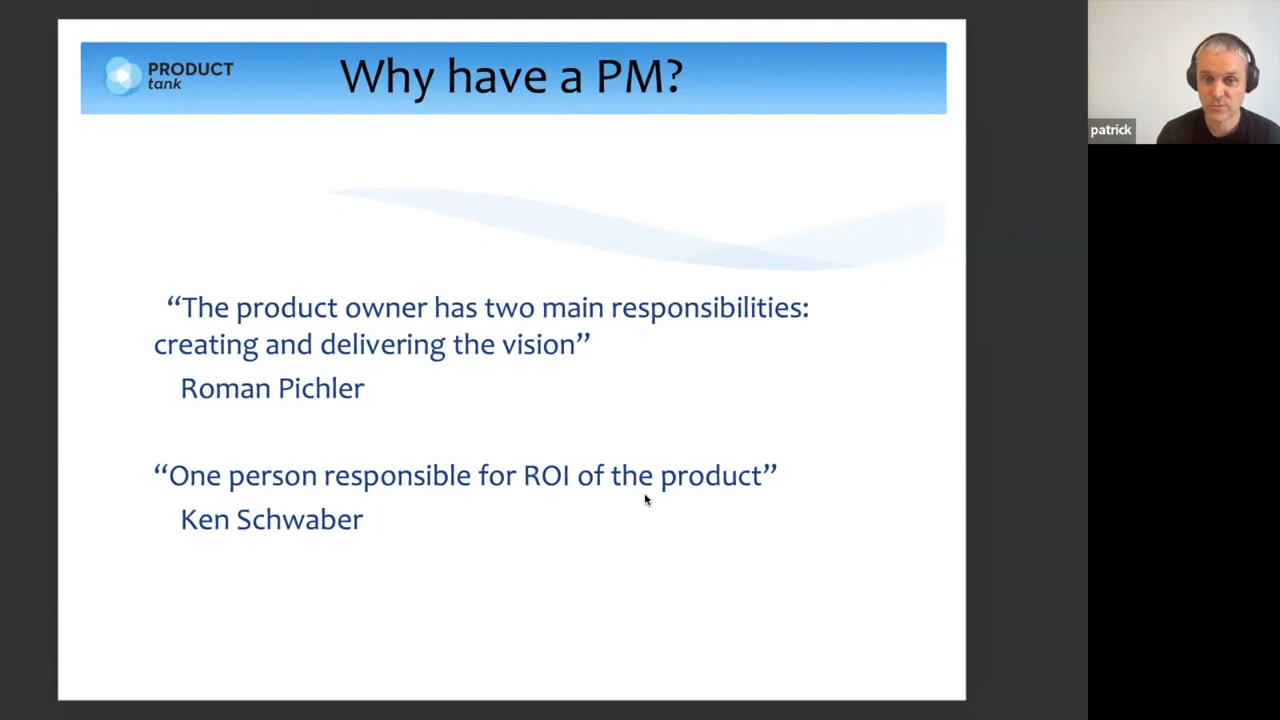 PRODUCT
tank
Why have a PM?
patrick
“The product owner has two main responsibilities:
creating and delivering the vision”
Roman Pichler
“One person responsible for ROI of the product”
Ken Schwaber